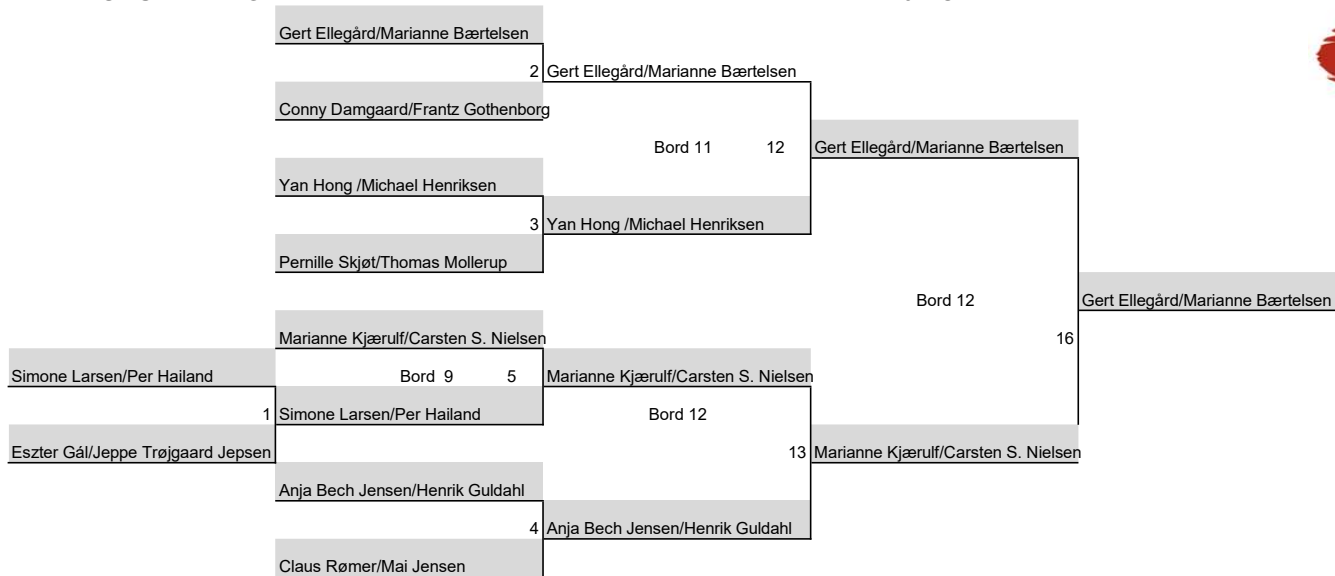 Gert Ellegård/Marianne Bærtelsen
2 Gert Ellegård/Marianne Bærtelsen
Conny Damgaard/Frantz Gothenborg
Bord 11 12 Gert Ellegård/Marianne Bærtelsen
Yan Hong /Michael Henriksen
3 Yan Hong /Michael Henriksen
Pernille Skjøt/Thomas Mollerup
Bord 12 Gert Ellegård/Marianne Bærtelsen
Marianne Kjærulf/Carsten S. Nielsen 16
Simone Larsen/Per Hailand Bord 9 5 Marianne Kjærulf/Carsten S. Nielsen
1 Simone Larsen/Per Hailand Bord 12
Eszter Gál/Jeppe Trøjgaard Jepsen 13 Marianne Kjærulf/Carsten S. Nielsen
Anja Bech Jensen/Henrik Guldahl
4 Anja Bech Jensen/Henrik Guldahl
Claus Rømer/Mai Jensen